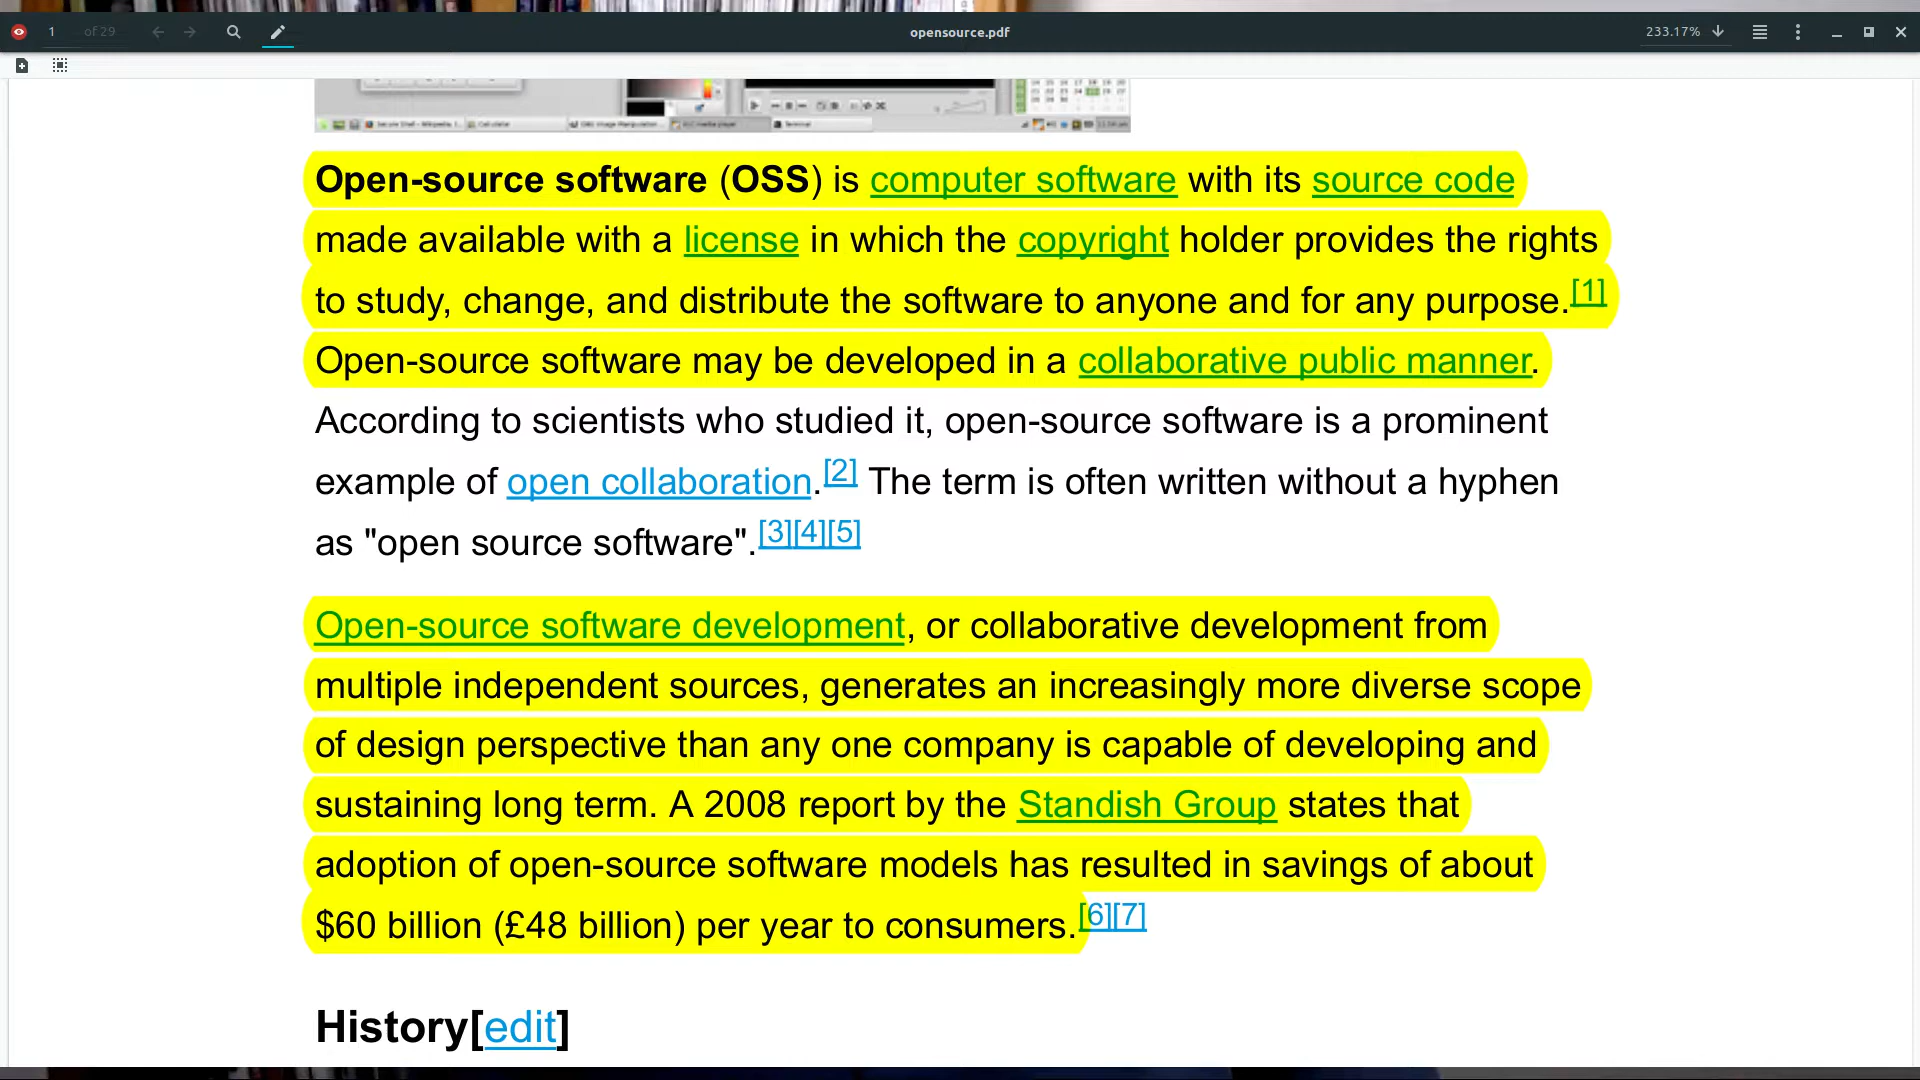 1 of 29
opensource.pdf
233.17%
Open-source software (OSS) is computer software with its source code
made available with a license in which the copyright holder provides the rights
to study, change, and distribute the software to anyone and for any purpose.[1]
Open-source software may be developed in a collaborative public manner.
According to scientists who studied it, open-source software is a prominent
example of open collaboration.[2] The term is often written without a hyphen
as "open source software".[3][4][5]
Open-source software development, or collaborative development from
multiple independent sources, generates an increasingly more diverse scope
of design perspective than any one company is capable of developing and
sustaining long term. A 2008 report by the Standish Group states that
adoption of open-source software models has resulted in savings of about
$60 billion (£48 billion) per year to consumers.[6][7]
History[edit]